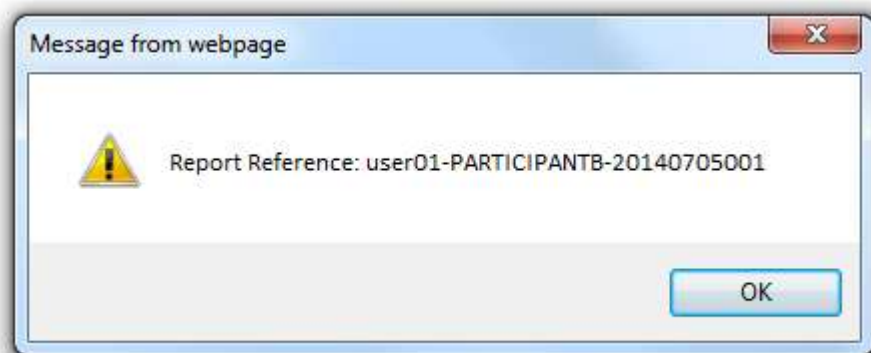 Message from webpage
Report Reference: user01-PARTICIPANTB-20140705001
OK